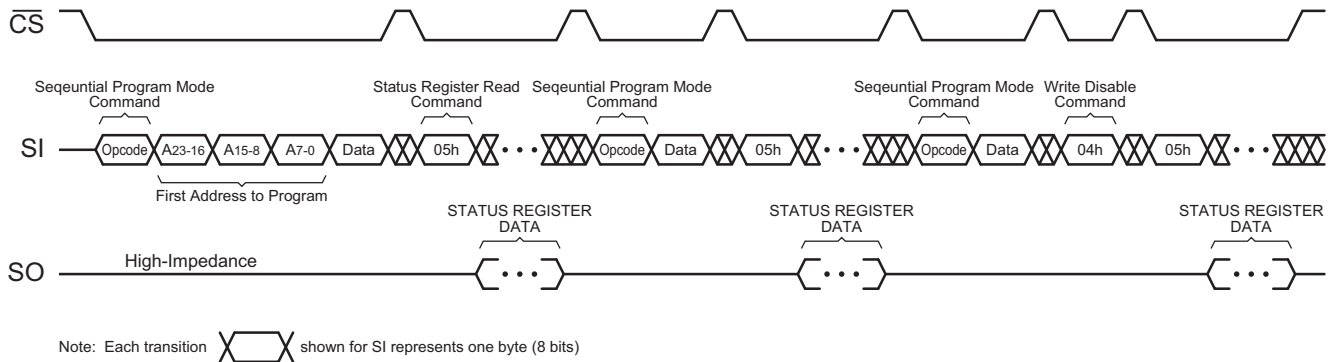 CS
Seqeuntial Program Mode
Command
Status Register Read
Command
Seqeuntial Program Mode
Command
Seqeuntial Program Mode
Command
Write Disable
Command
SI
Opcode
A23-16
A15-8
A7-0
Data
05h
Opcode
Data
05h
Opcode
Data
04h
05h
First Address to Program
STATUS REGISTER
DATA
STATUS REGISTER
DATA
STATUS REGISTER
DATA
SO
High-Impedance
Note: Each transition shown for SI represents one byte (8 bits)